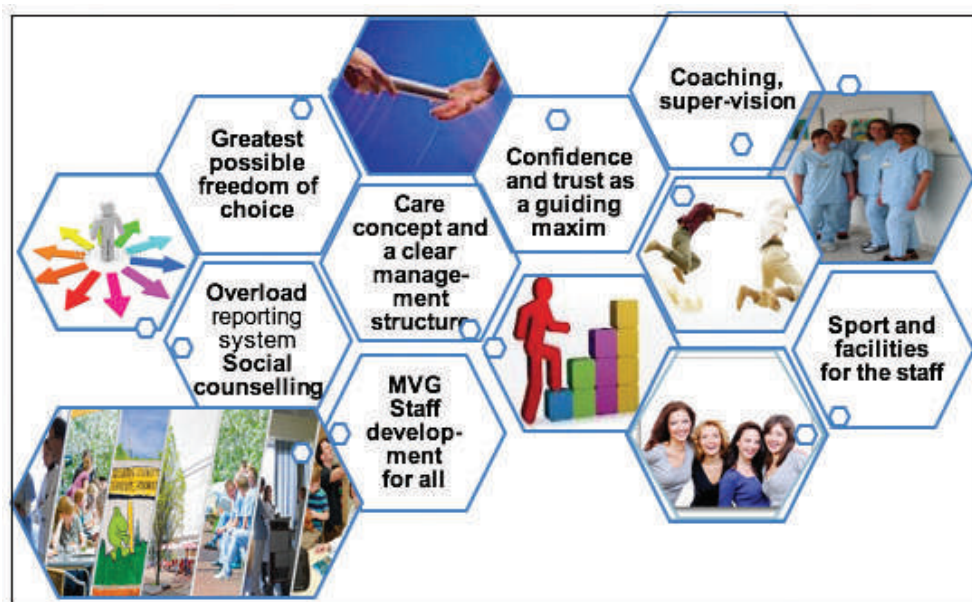 Greatest
possible
freedom of
choice
Care
concept and
a clear
manage-
ment
structure
Confidence
and trust as
a guiding
maxim
Coaching,
super-vision
Overload
reporting
system
Social
counselling
MVG
Staff
develop-
ment
for all
Sport and
facilities
for the staff